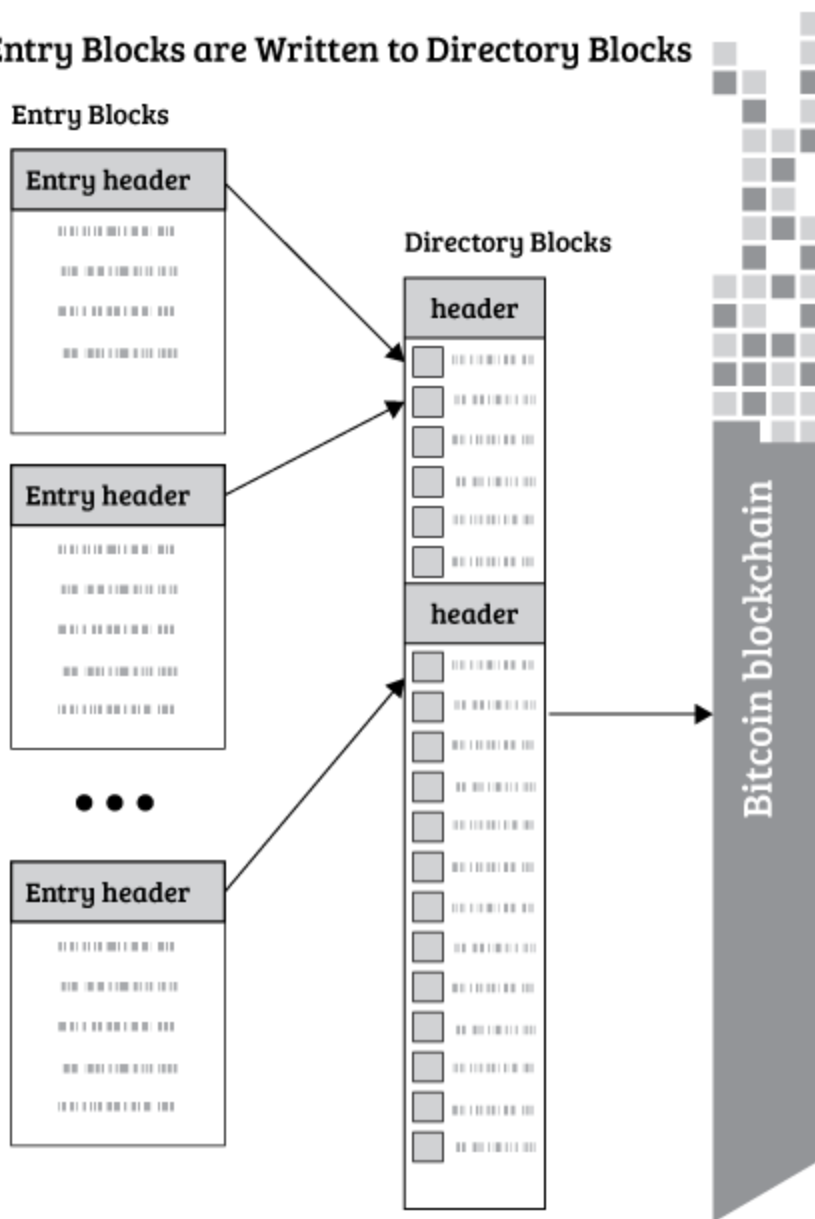 Entry Blocks are Written to Directory Blocks
Entry Blocks
Entry header
Entry header
Entry header
Directory Blocks
header
header
Bitcoin blockchain